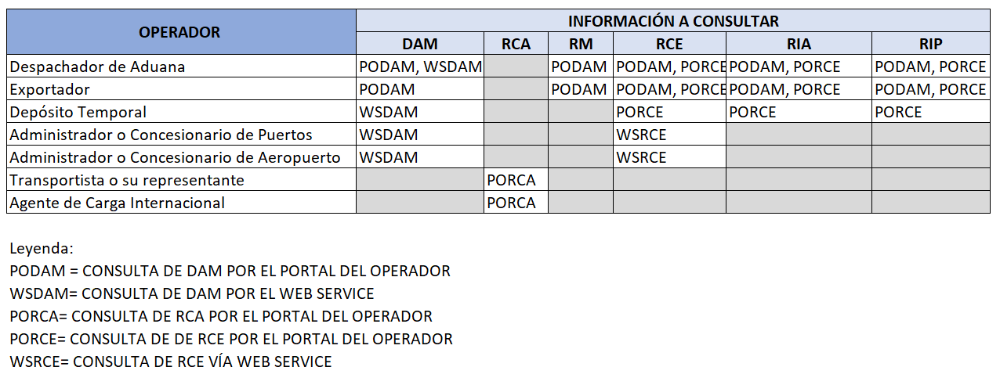 OPERADOR INFORMACIÓN A CONSULTAR
DAM RCA RM RCE RIA RIP
Despachador de Aduana PODAM, WSDAM PODAM PODAM, PORCE PODAM, PORCE PODAM, PORCE
Exportador PODAM PODAM PODAM, PORCE PODAM, PORCE PODAM, PORCE
Depósito Temporal WSDAM PORCE PORCE PORCE
Administrador o Concesionario de Puertos WSDAM WSRCE
Administrador o Concesionario de Aeropuerto WSDAM WSRCE
Transportista o su representante PORCA
Agente de Carga Internacional PORCA
Leyenda:
PODAM = CONSULTA DE DAM POR EL PORTAL DEL OPERADOR
WSDAM= CONSULTA DE DAM POR EL WEB SERVICE
PORCA= CONSULTA DE RCA POR EL PORTAL DEL OPERADOR
PORCE= CONSULTA DE DE RCE POR EL PORTAL DEL OPERADOR
WSRCE= CONSULTA DE RCE VÍA WEB SERVICE